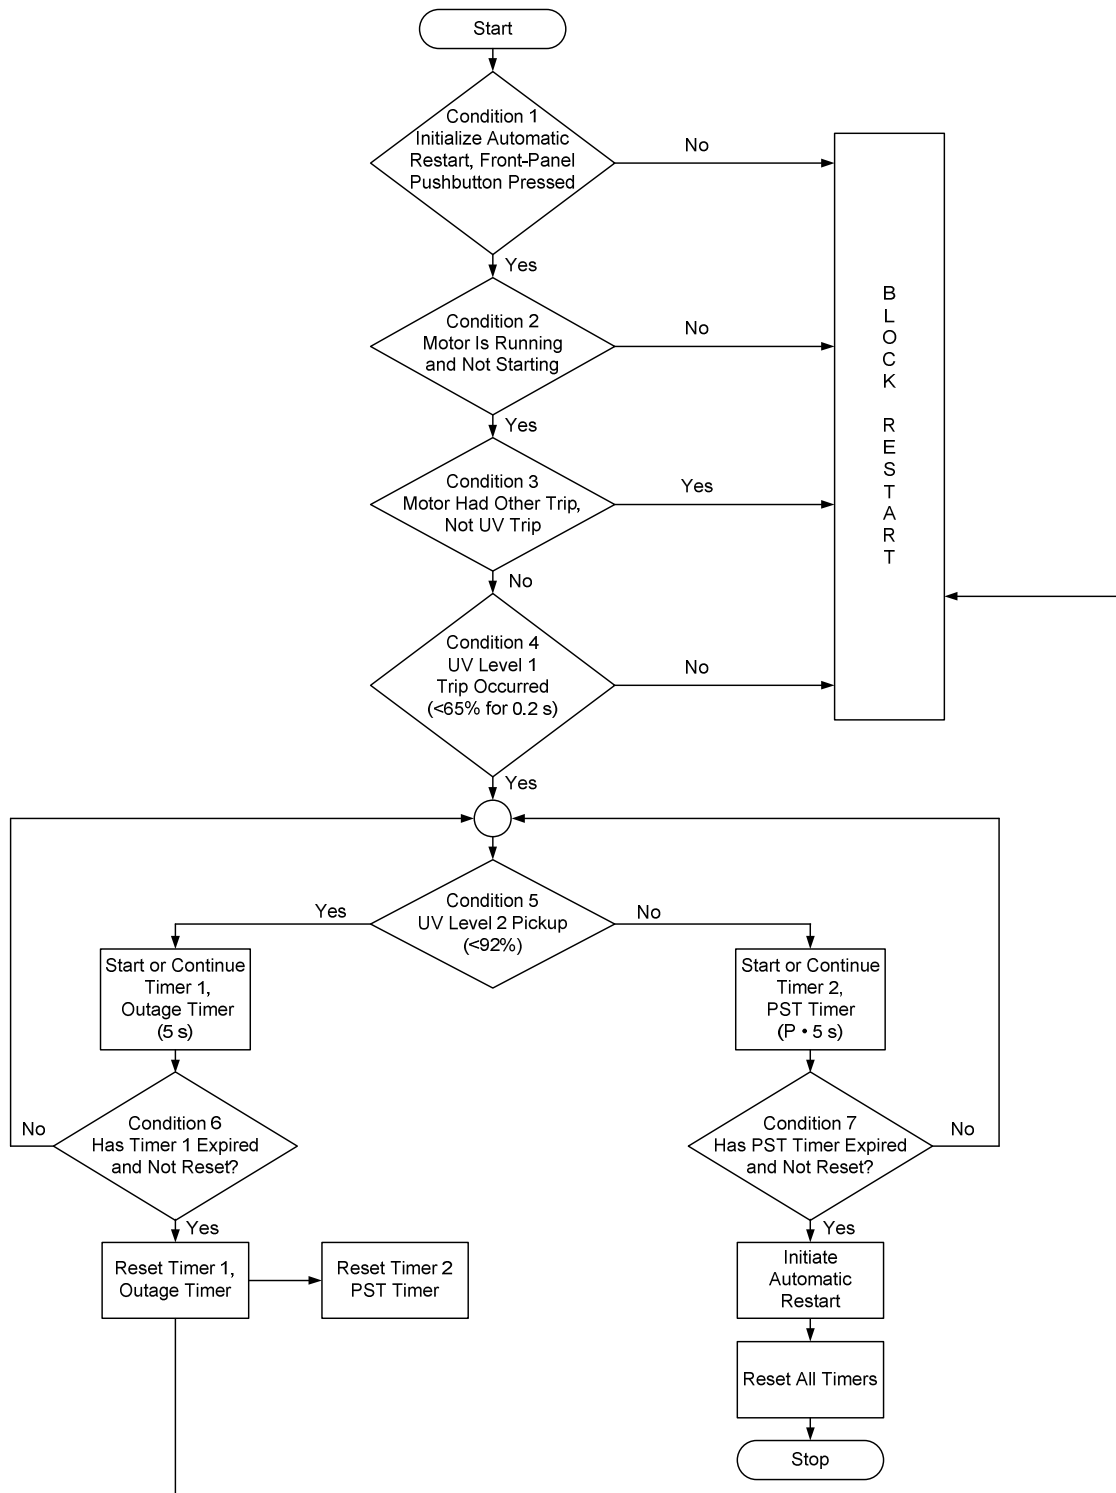 Start
Condition 1
Initialize Automatic
Restart, Front-Panel
Pushbutton Pressed
No
Yes
Condition 2
Motor Is Running
and Not Starting
No
Yes
Condition 3
Motor Had Other Trip,
Not UV Trip
Yes
No
Condition 4
UV Level 1
Trip Occurred
(<65% for 0.2 s)
No
Yes
BLOCK RESTART
Condition 5
UV Level 2 Pickup
(<92%)
Yes
No
Start or Continue
Timer 1,
Outage Timer
(5 s)
Start or Continue
Timer 2,
PST Timer
(P • 5 s)
Condition 6
Has Timer 1 Expired
and Not Reset?
No
Yes
Condition 7
Has PST Timer Expired
and Not Reset?
No
Yes
Reset Timer 1,
Outage Timer
Reset Timer 2
PST Timer
Initiate
Automatic
Restart
Reset All Timers
Stop